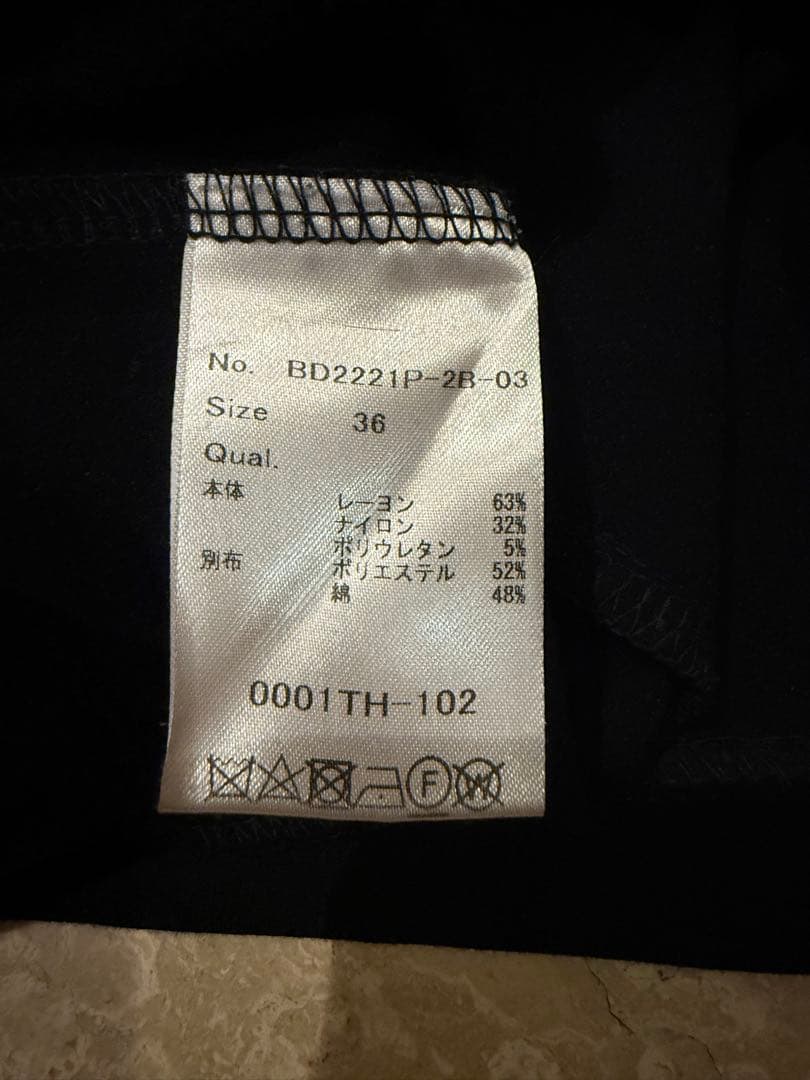 No. BD2221P-2B-03
Size 36
Qual.
本体 レーヨン 63%
ナイロン 32%
ポリウレタン 5%
別布 ポリエステル 52%
綿 48%
0001TH-102
F W